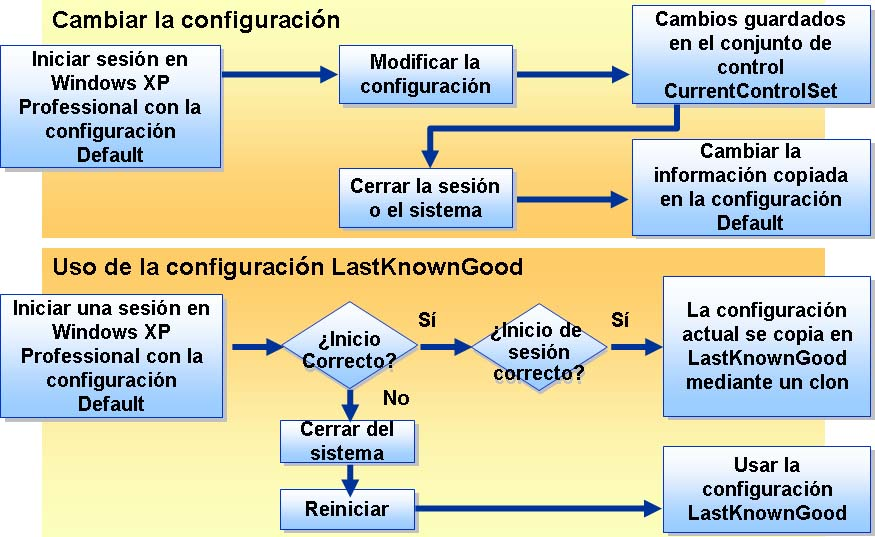 Cambiar la configuración
Iniciar sesión en
Windows XP
Professional con la
configuración
Default
Modificar la
configuración
Cambios guardados
en el conjunto de
control
CurrentControlSet
Cerrar la sesión
o el sistema
Cambiar la
información copiada
en la configuración
Default
Uso de la configuración LastKnownGood
Iniciar una sesión en
Windows XP
Professional con la
configuración
Default
¿Inicio
Correcto?
Sí
¿Inicio de
sesión
correcto?
Sí
La configuración
actual se copia en
LastKnownGood
mediante un clon
No
Cerrar del
sistema
Reiniciar
Usar la
configuración
LastKnownGood